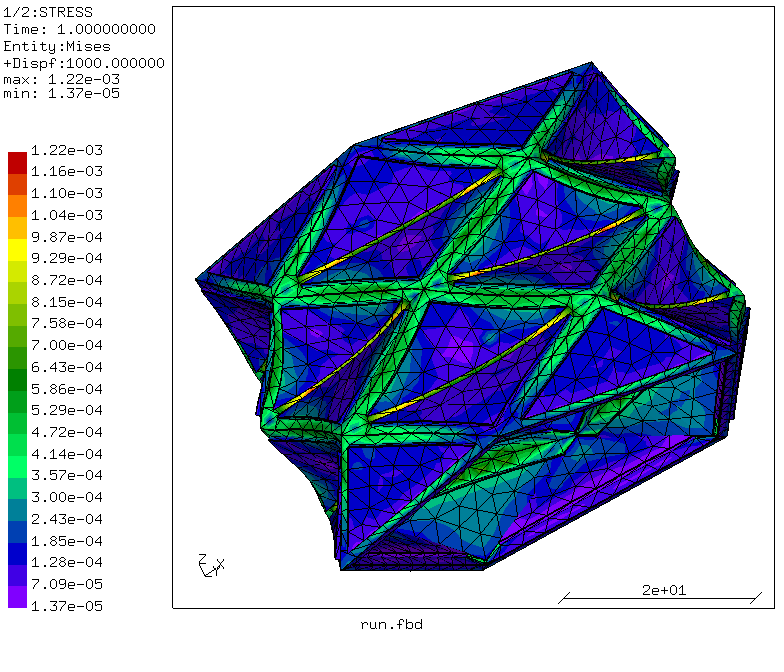 1/2:STRESS
Time: 1.000000000
Entity:Mises
+Dispf:1000.000000
max: 1.22e-03
min: 1.37e-05
1.22e-03
1.16e-03
1.10e-03
1.04e-03
9.87e-04
9.29e-04
8.72e-04
8.15e-04
7.58e-04
7.00e-04
6.43e-04
5.86e-04
5.29e-04
4.72e-04
4.14e-04
3.57e-04
3.00e-04
2.43e-04
1.85e-04
1.28e-04
7.09e-05
1.37e-05
Z
Y X
2e+01
run.fbd